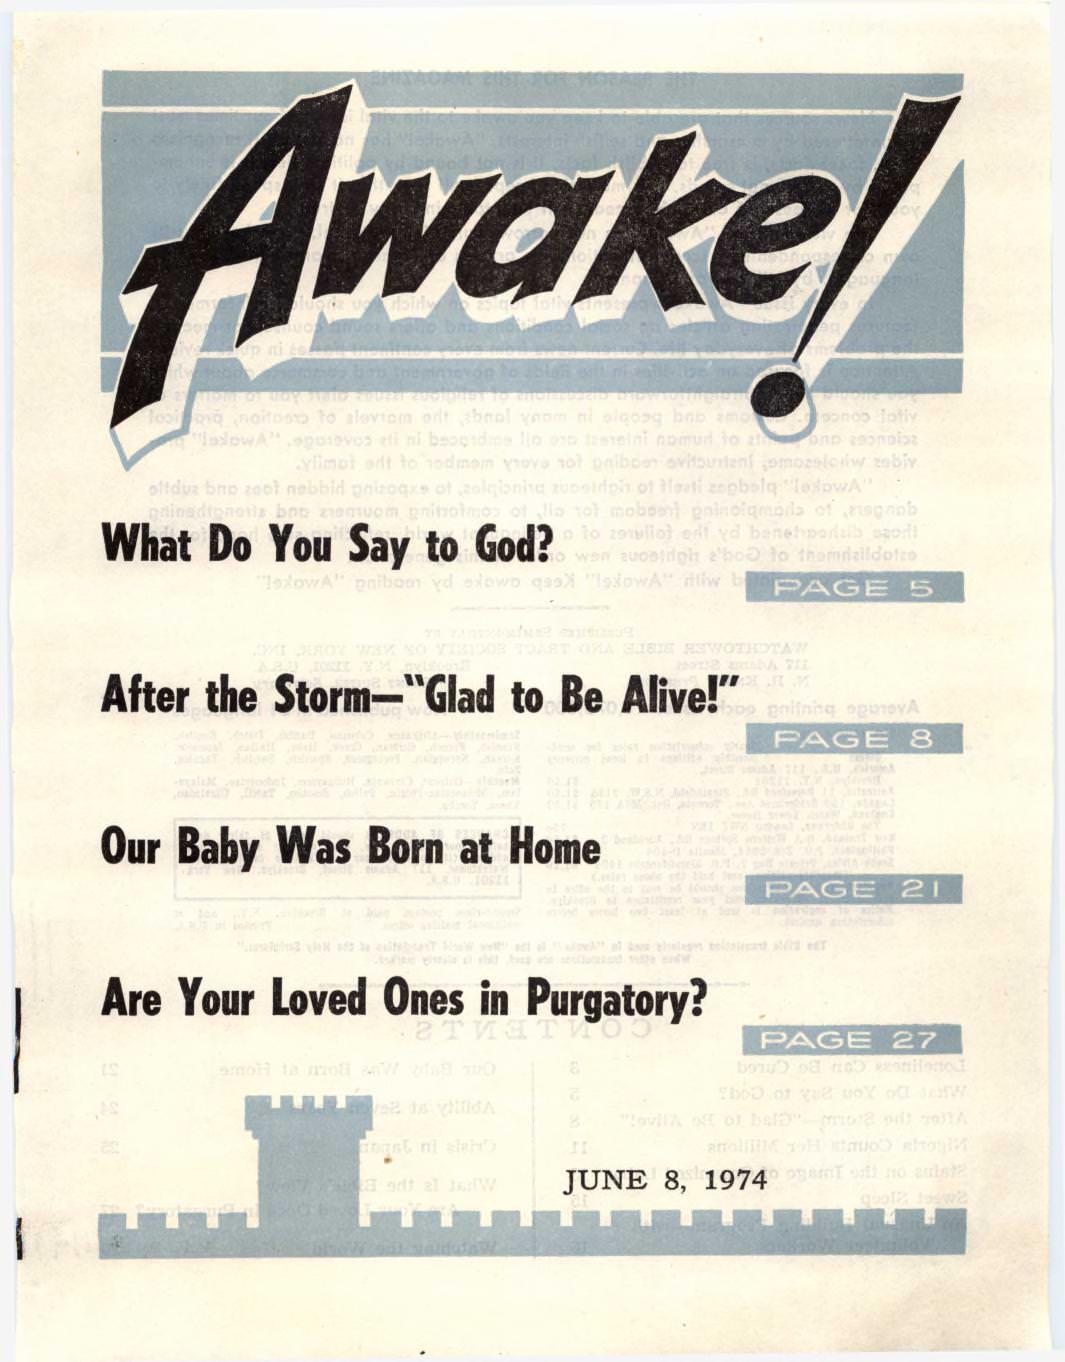 Awake!
What Do You Say to God?
PAGE 5
After the Storm—"Glad to Be Alive!"
PAGE 8
Our Baby Was Born at Home
PAGE 21
Are Your Loved Ones in Purgatory?
PAGE 27
JUNE 8, 1974